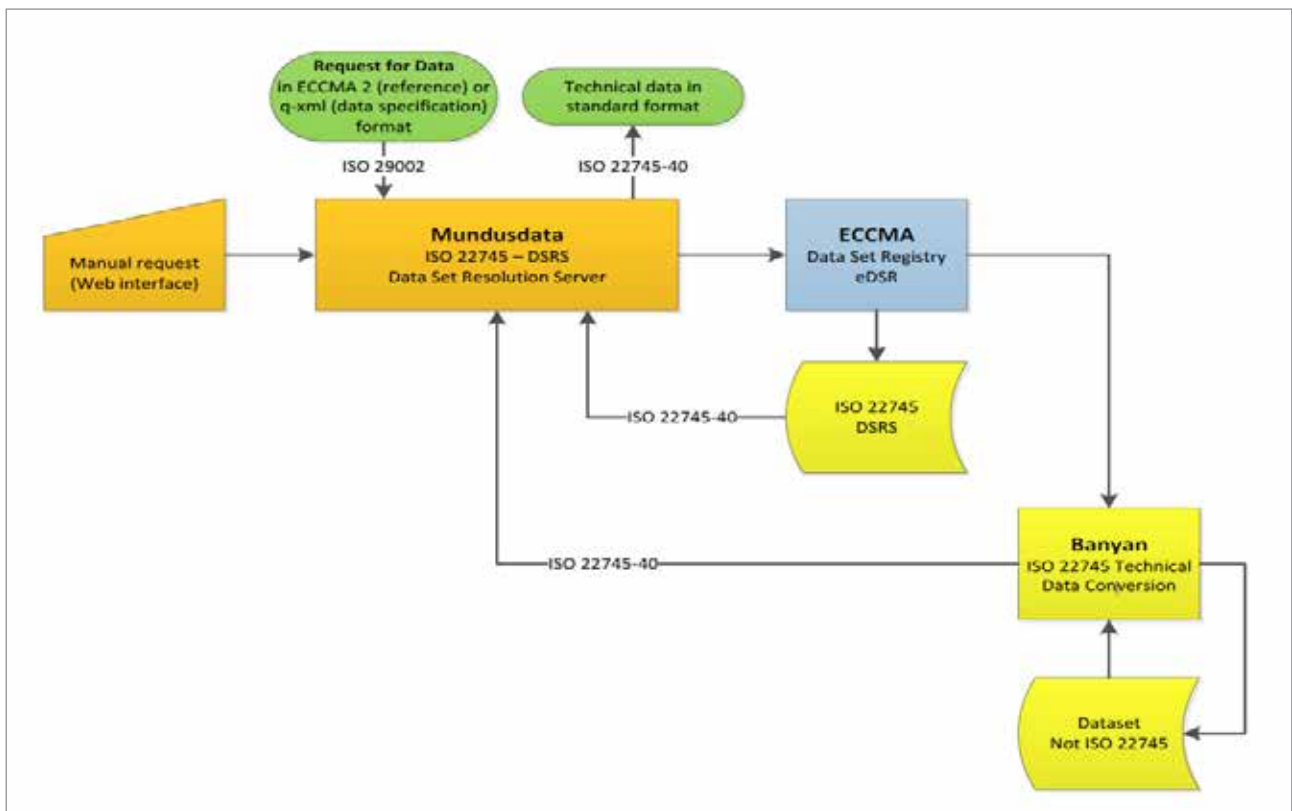 Request for Data
in ECCMA 2 (reference) or
q-xml (data specification)
format
Technical data in
standard format
ISO 29002
ISO 22745-40
Manual request
(Web interface)
Mundusdata
ISO 22745 – DSRS
Data Set Resolution Server
ECCMA
Data Set Registry
eDSR
ISO 22745-40
ISO 22745
DSRS
ISO 22745-40
Banyan
ISO 22745 Technical
Data Conversion
Dataset
Not ISO 22745